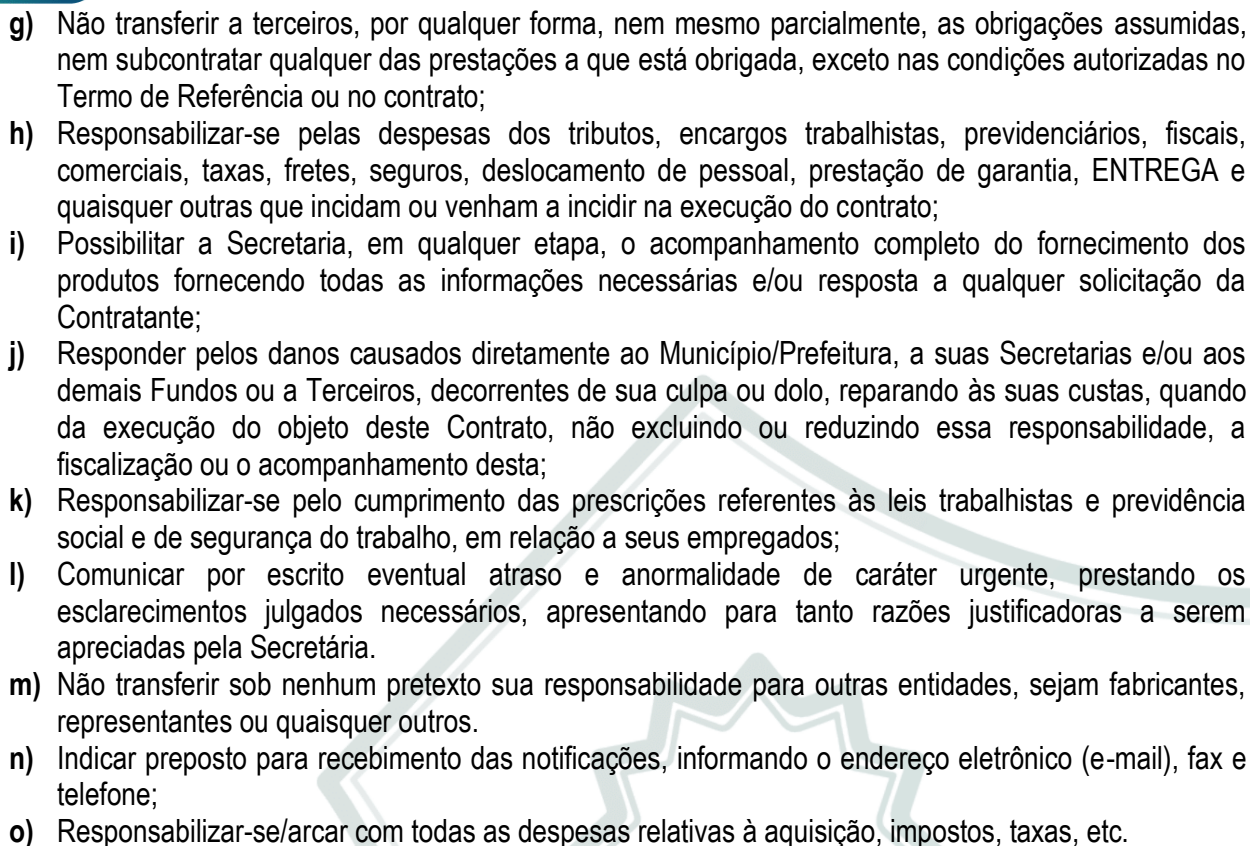 g) Não transferir a terceiros, por qualquer forma, nem mesmo parcialmente, as obrigações assumidas,
nem subcontratar qualquer das prestações a que está obrigada, exceto nas condições autorizadas no
Termo de Referência ou no contrato;
h) Responsabilizar-se pelas despesas dos tributos, encargos trabalhistas, previdenciários, fiscais,
comerciais, taxas, fretes, seguros, deslocamento de pessoal, prestação de garantia, ENTREGA e
quaisquer outras que incidam ou venham a incidir na execução do contrato;
i) Possibilitar a Secretaria, em qualquer etapa, o acompanhamento completo do fornecimento dos
produtos fornecendo todas as informações necessárias e/ou resposta a qualquer solicitação da
Contratante;
j) Responder pelos danos causados diretamente ao Município/Prefeitura, a suas Secretarias e/ou aos
demais Fundos ou a Terceiros, decorrentes de sua culpa ou dolo, reparando às suas custas, quando
da execução do objeto deste Contrato, não excluindo ou reduzindo essa responsabilidade, a
fiscalização ou o acompanhamento desta;
k) Responsabilizar-se pelo cumprimento das prescrições referentes às leis trabalhistas e previdência
social e de segurança do trabalho, em relação a seus empregados;
l) Comunicar por escrito eventual atraso e anormalidade de caráter urgente, prestando os
esclarecimentos julgados necessários, apresentando para tanto razões justificadoras a serem
apreciadas pela Secretária.
m) Não transferir sob nenhum pretexto sua responsabilidade para outras entidades, sejam fabricantes,
representantes ou quaisquer outros.
n) Indicar preposto para recebimento das notificações, informando o endereço eletrônico (e-mail), fax e
telefone;
o) Responsabilizar-se/arcar com todas as despesas relativas à aquisição, impostos, taxas, etc.